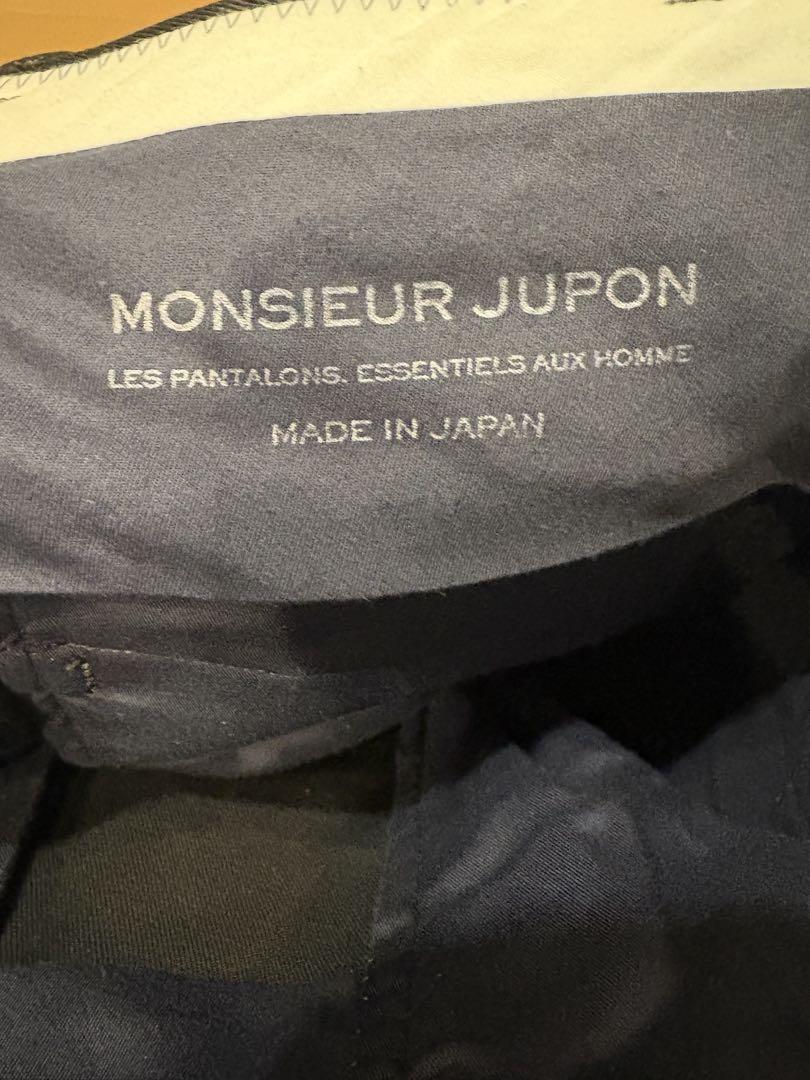 MONSIEUR JUPON
LES PANTALONS. ESSENTIELS AUX HOMME
MADE IN JAPAN